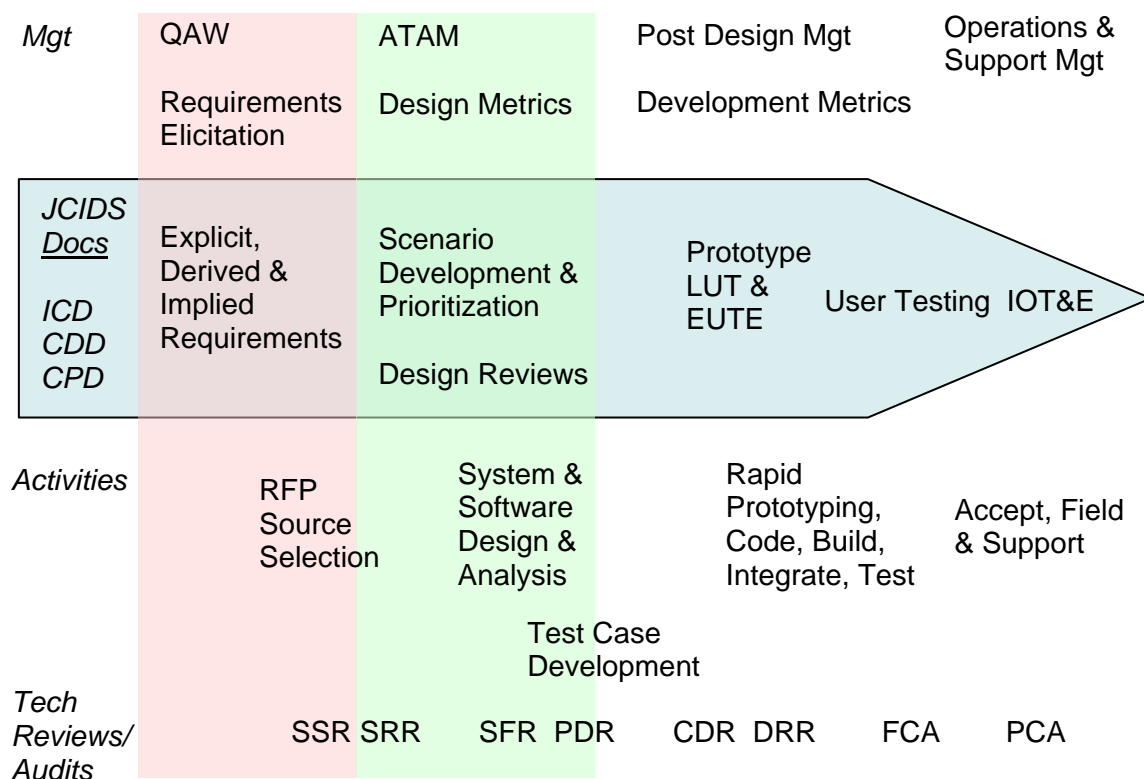 Mgt
QAW
ATAM
Post Design Mgt
Operations &
Support Mgt
Requirements
Elicitation
Design Metrics
Development Metrics
JCIDS
Docs
ICD
CDD
CPD
Explicit,
Derived &
Implied
Requirements
Scenario
Development &
Prioritization
Design Reviews
Prototype
LUT &
EUTE
User Testing
IOT&E
Activities
RFP
Source
Selection
System &
Software
Design &
Analysis
Rapid
Prototyping,
Code, Build,
Integrate, Test
Accept, Field
& Support
Test Case
Development
Tech
Reviews/
Audits
SSR SRR SFR PDR CDR DRR FCA PCA